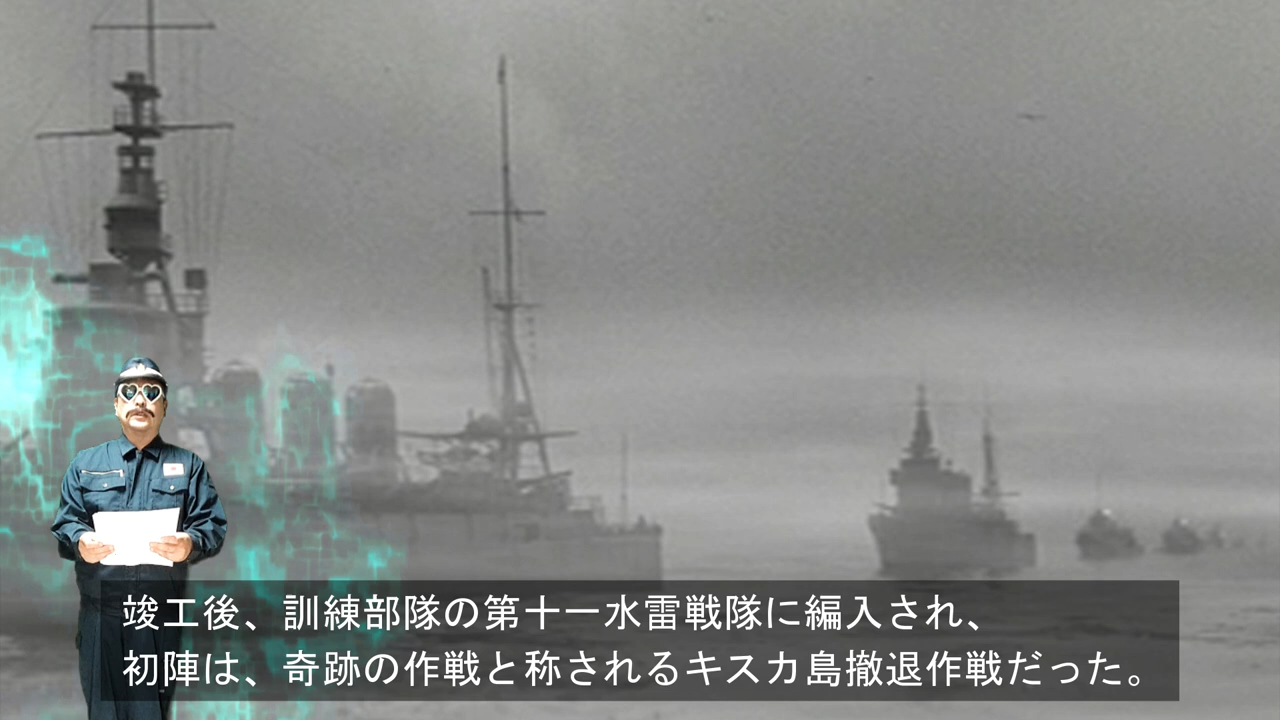 竣工後、訓練部隊の第十一水雷戦隊に編入され、
初陣は、奇跡の作戦と称されるキスカ島撤退作戦だった。